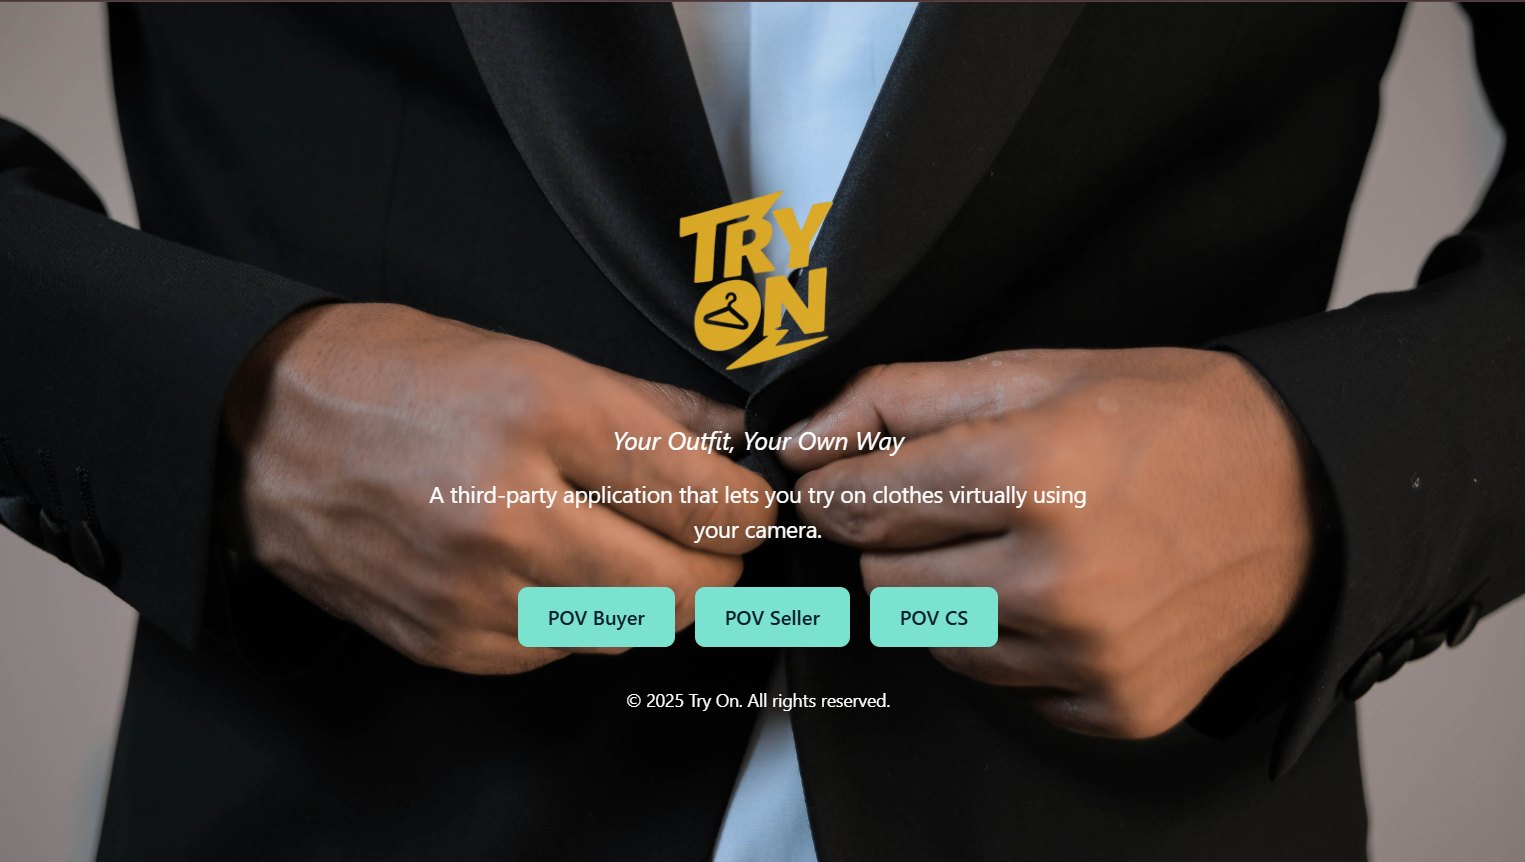 TRY
ON
Your Outfit, Your Own Way
A third-party application that lets you try on clothes virtually using
your camera.
POV Buyer
POV Seller
POV CS
© 2025 Try On. All rights reserved.